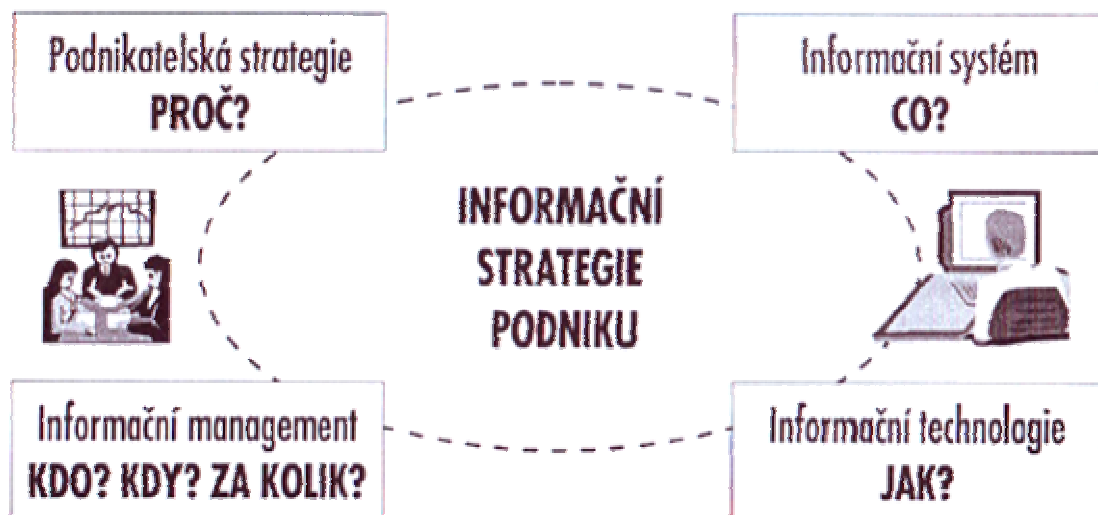 Podnikatelská strategie
PROČ?
Informační systém
CO?
INFORMAČNÍ
STRATEGIE
PODNIKU
Informační management
KDO? KDY? ZA KOLIK?
Informační technologie
JAK?